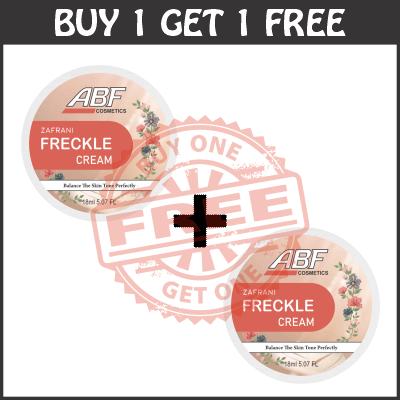 BUY 1 GET 1 FREE
ABF
COSMETICS
ZAFRANI
FRECKLE
CREAM
Balance The Skin Tone Perfectly
18ml 5.07 FL
BUY ONE
FREE
GET ONE
ABF
COSMETICS
ZAFRANI
FRECKLE
CREAM
Balance The Skin Tone Perfectly
18ml 5.07 FL